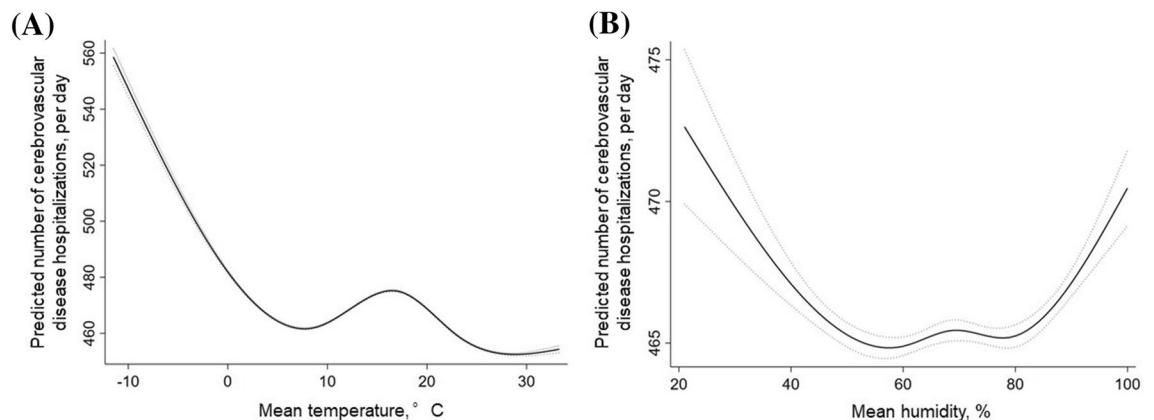 (A)
Predicted number of cerebrovascular
disease hospitalizations, per day
560
540
520
500
480
460
-10
0
10
20
30
Mean temperature, ° C
(B)
Predicted number of cerebrovascular
disease hospitalizations, per day
475
470
465
20
40
60
80
100
Mean humidity, %